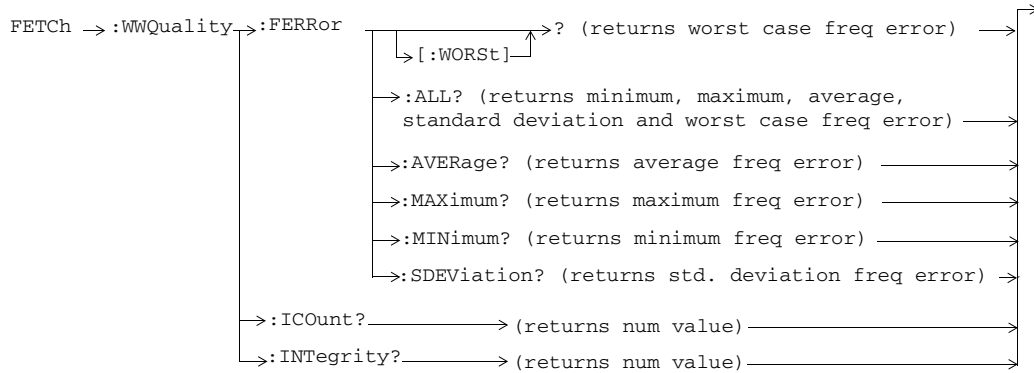 FETCh :WWQuality :FERRor ? (returns worst case freq error)
[:WORSt]
:ALL? (returns minimum, maximum, average,
standard deviation and worst case freq error)
:AVERage? (returns average freq error)
:MAXimum? (returns maximum freq error)
:MINimum? (returns minimum freq error)
:SDEViation? (returns std. deviation freq error)
:ICOunt? (returns num value)
:INTegrity? (returns num value)